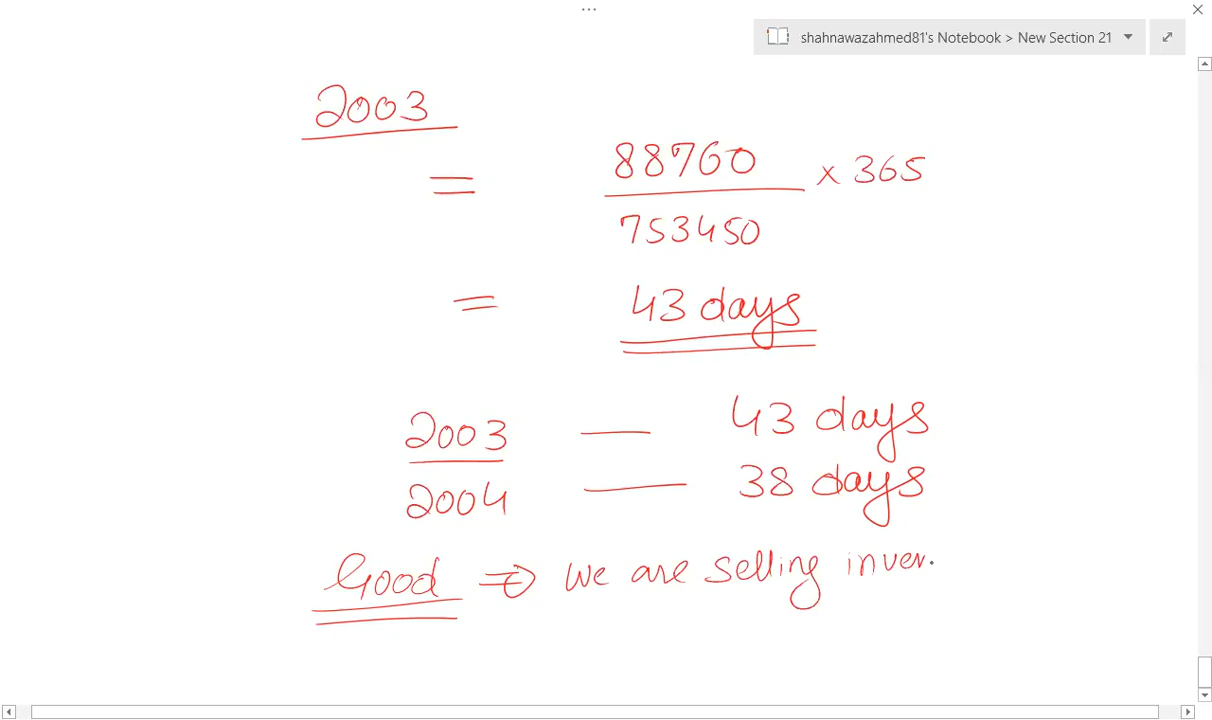 ...
shahnawazahmed81's Notebook > New Section 21
2003
= 88760 / 753450 x 365
= 43 days
2003 — 43 days
2004 — 38 days
Good ⇒ we are selling inven